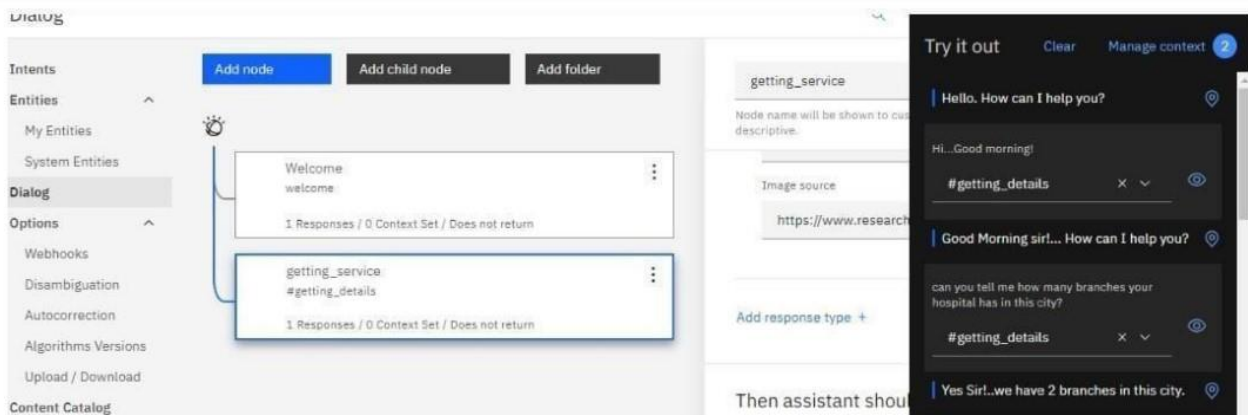 Dialog
Intents
Entities
My Entities
System Entities
Dialog
Options
Webhooks
Disambiguation
Autocorrection
Algorithms Versions
Upload / Download
Content Catalog
Add node
Add child node
Add folder
Welcome
welcome
1 Responses / 0 Context Set / Does not return
getting_service
#getting_details
1 Responses / 0 Context Set / Does not return
getting_service
Node name will be shown to cus
descriptive.
Image source
https://www.research
Add response type +
Then assistant shoul
Try it out
Clear
Manage context 2
Hello. How can I help you?
Hi...Good morning!
#getting_details
Good Morning sir!... How can I help you?
can you tell me how many branches your
hospital has in this city?
#getting_details
Yes Sir!..we have 2 branches in this city.